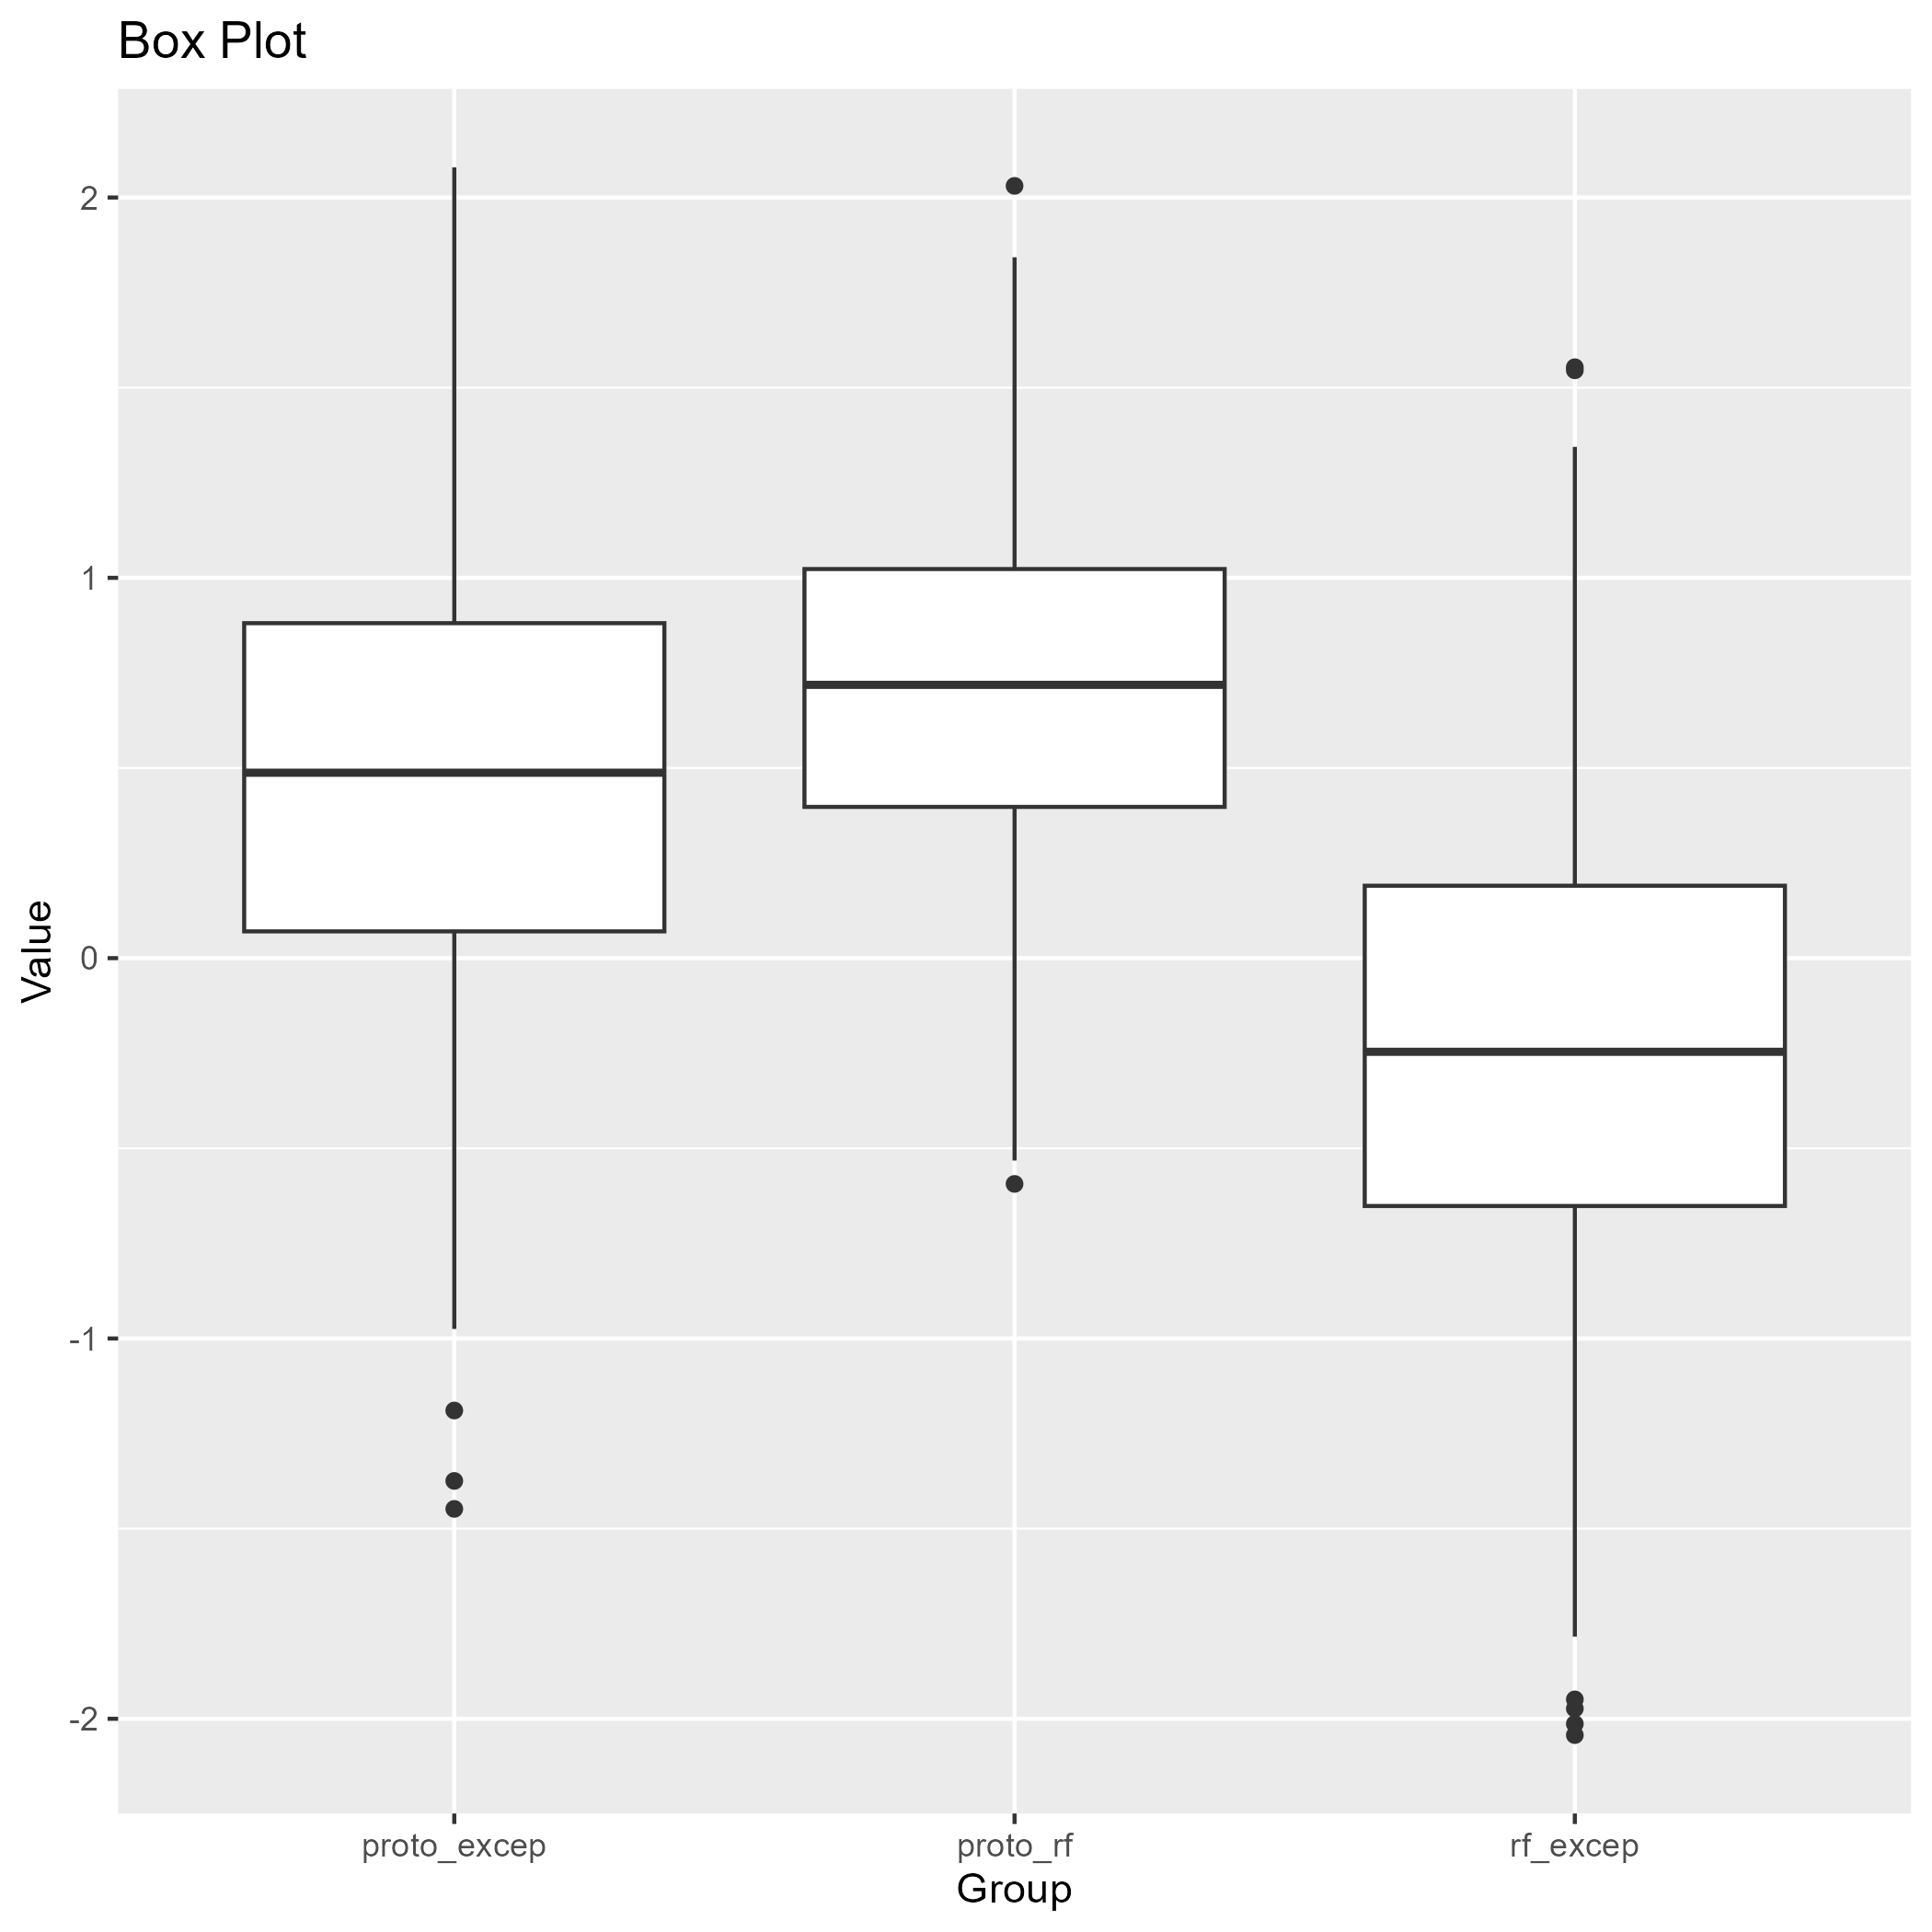 Box Plot
Value
2
1
0
-1
-2
proto_excep
proto_rf
rf_excep
Group